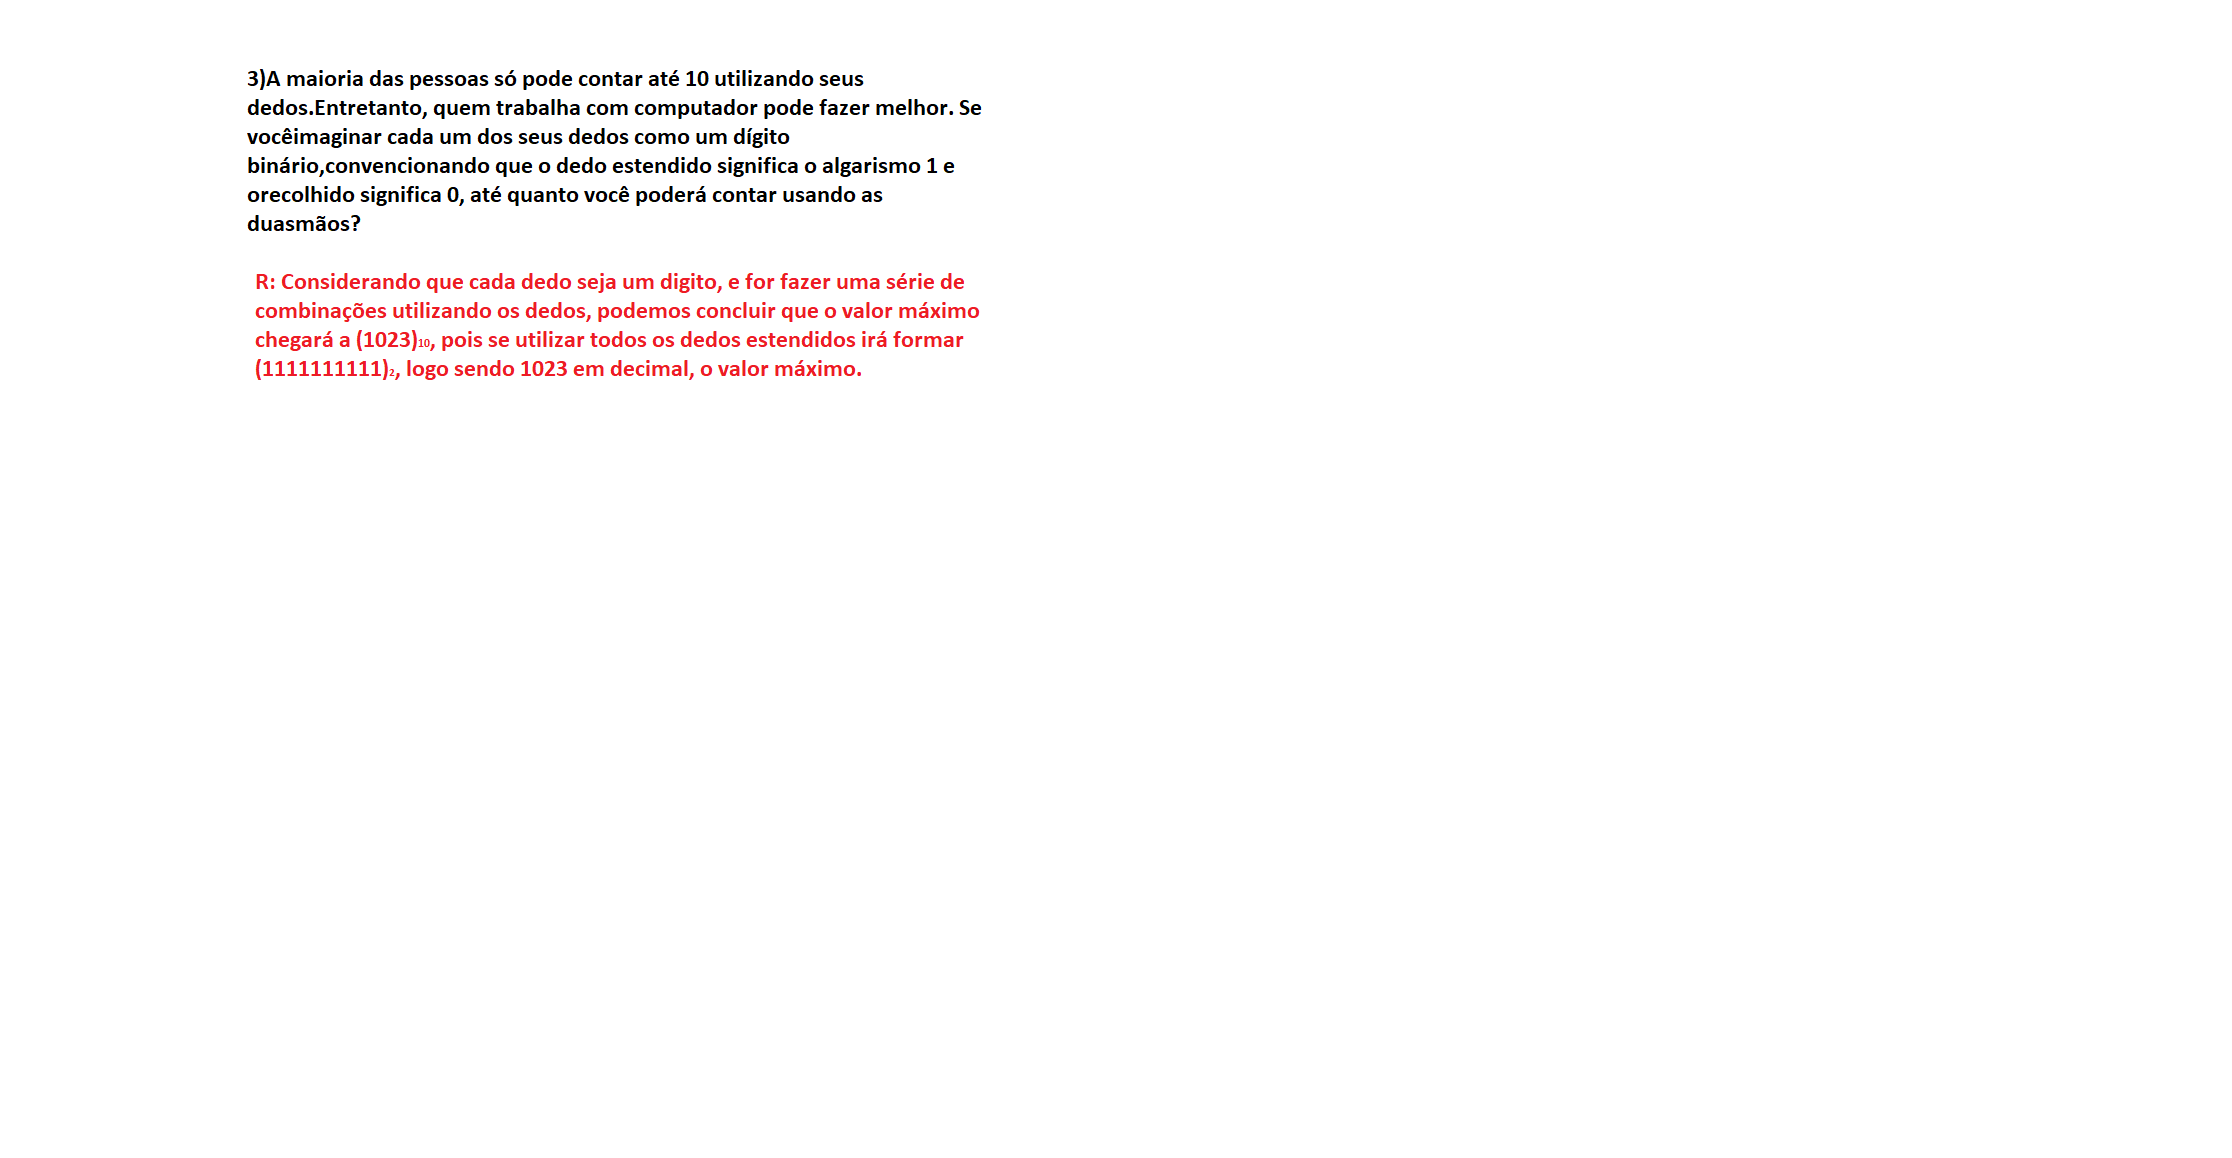 3)A maioria das pessoas só pode contar até 10 utilizando seus
dedos.Entretanto, quem trabalha com computador pode fazer melhor. Se
vocêimaginar cada um dos seus dedos como um dígito
binário,convencionando que o dedo estendido significa o algarismo 1 e
orecolhido significa 0, até quanto você poderá contar usando as
duasmãos?
R: Considerando que cada dedo seja um digito, e for fazer uma série de
combinações utilizando os dedos, podemos concluir que o valor máximo
chegará a (1023)₁₀, pois se utilizar todos os dedos estendidos irá formar
(1111111111)₂, logo sendo 1023 em decimal, o valor máximo.